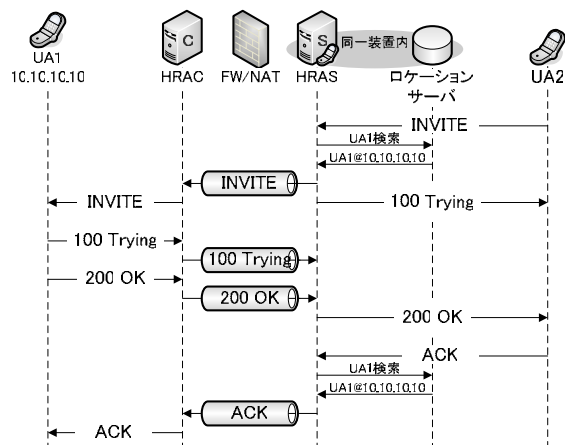 C
S
同一装置内
UA1
10.10.10.10
HRAC
FW/NAT
HRAS
ロケーション
サーバ
UA2
INVITE
UA1検索
UA1@10.10.10.10
INVITE
INVITE
100 Trying
100 Trying
100 Trying
200 OK
200 OK
200 OK
ACK
UA1検索
UA1@10.10.10.10
ACK
ACK